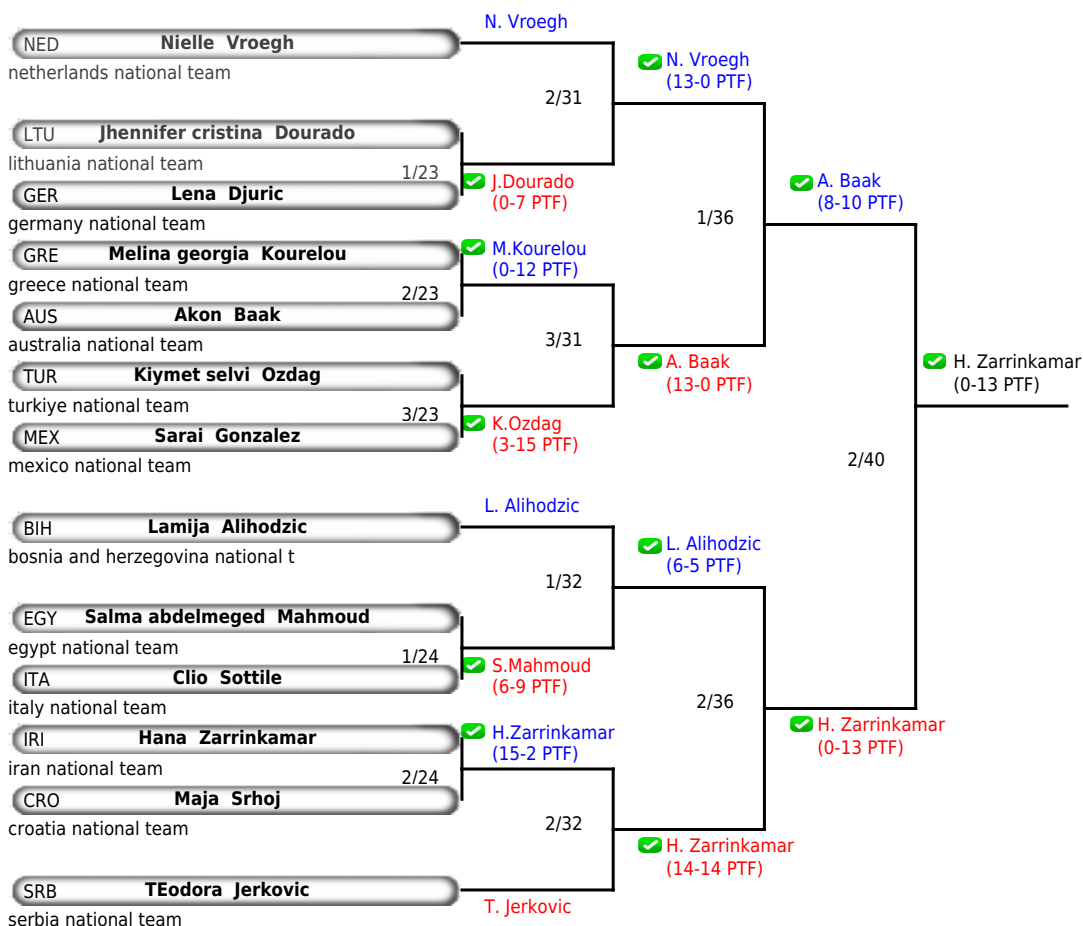 N. Vroegh
NED Nielle Vroegh
netherlands national team
N. Vroegh
(13-0 PTF)
2/31
LTU Jhennifer cristina Dourado
lithuania national team
1/23
J.Dourado
(0-7 PTF)
GER Lena Djuric
germany national team
A. Baak
(8-10 PTF)
1/36
GRE Melina georgia Kourelou
greece national team
M.Kourelou
(0-12 PTF)
2/23
AUS Akon Baak
australia national team
3/31
A. Baak
(13-0 PTF)
H. Zarrinkamar
(0-13 PTF)
TUR Kiymet selvi Ozdag
turkiye national team
3/23
K.Ozdag
(3-15 PTF)
MEX Sarai Gonzalez
mexico national team
2/40
L. Alihodzic
BIH Lamija Alihodzic
bosnia and herzegovina national t
L. Alihodzic
(6-5 PTF)
1/32
EGY Salma abdelmeged Mahmoud
egypt national team
1/24
S.Mahmoud
(6-9 PTF)
ITA Clio Sottile
italy national team
2/36
H. Zarrinkamar
(0-13 PTF)
IRI Hana Zarrinkamar
iran national team
H.Zarrinkamar
(15-2 PTF)
2/24
CRO Maja Srhoj
croatia national team
2/32
H. Zarrinkamar
(14-14 PTF)
SRB TEodora Jerkovic
serbia national team
T. Jerkovic